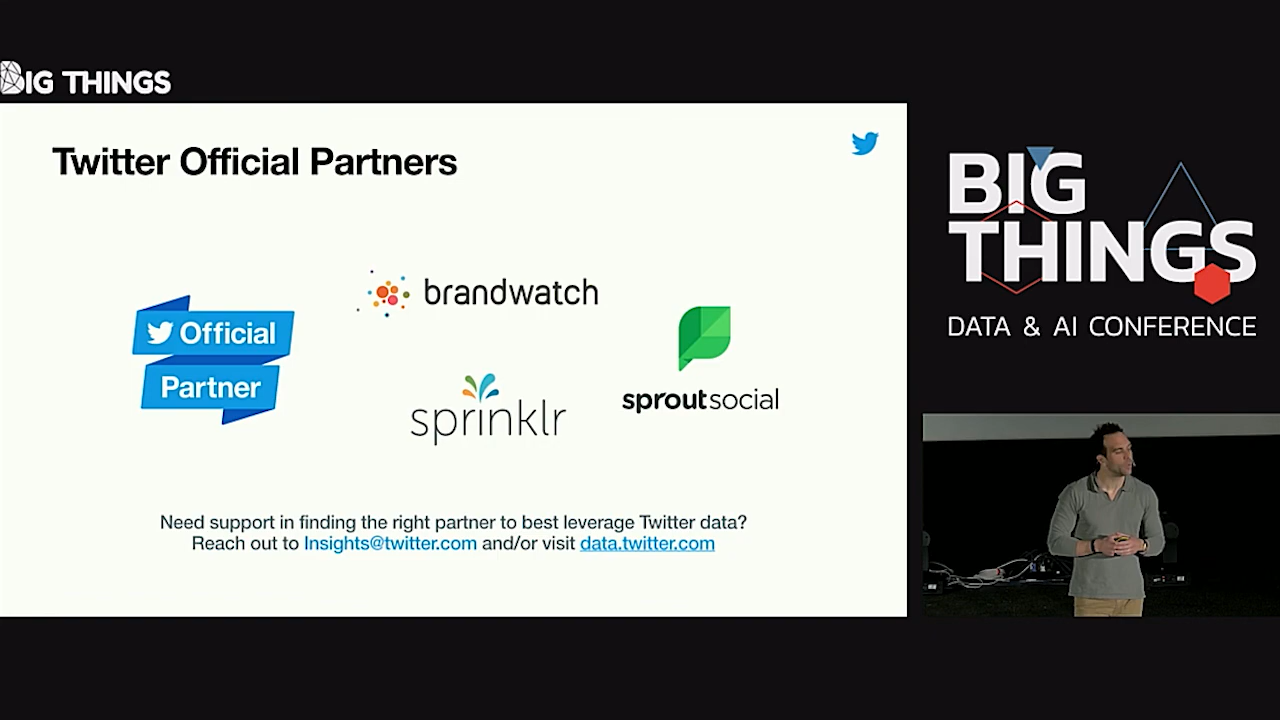 BIG THINGS
Twitter Official Partners
Official
Partner
brandwatch
sprinklr
sproutsocial
Need support in finding the right partner to best leverage Twitter data?
Reach out to Insights@twitter.com and/or visit data.twitter.com
BIG
THINGS
DATA & AI CONFERENCE